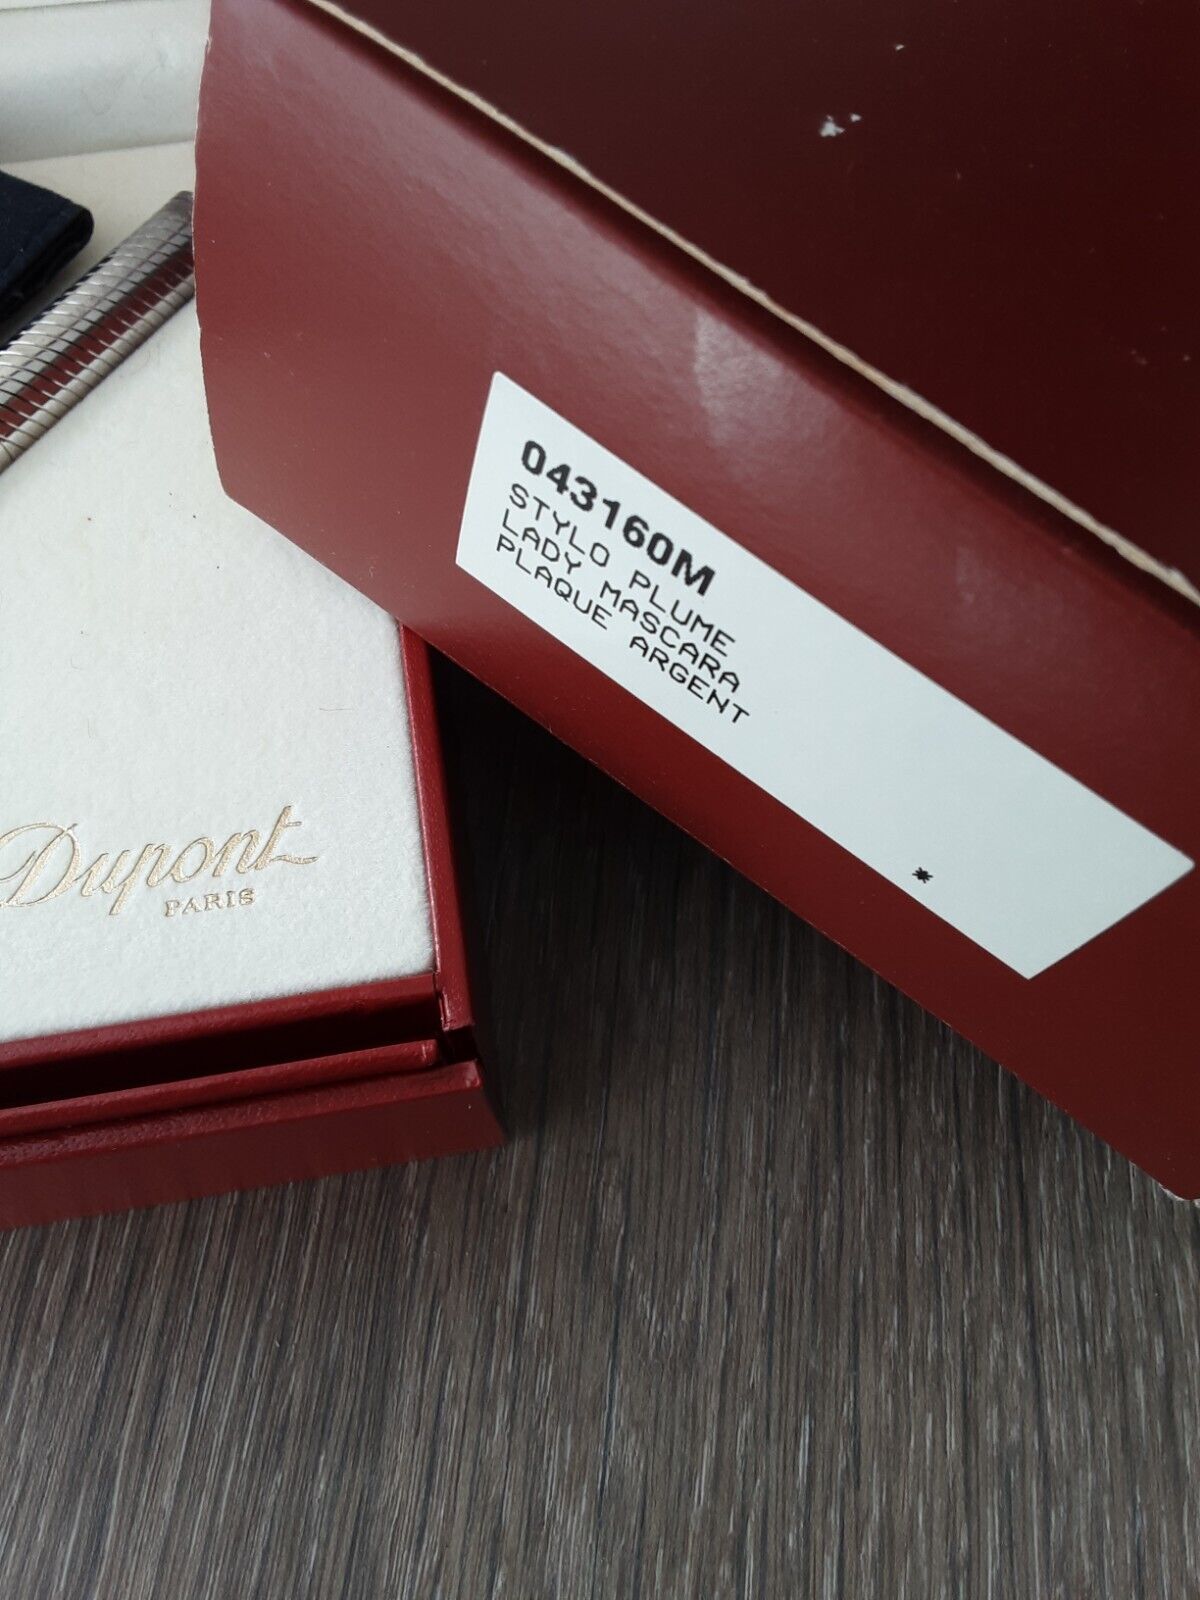 043160M
STYLO PLUME
LADY MASCARA
PLAQUE ARGENT
*
Dupont
PARIS